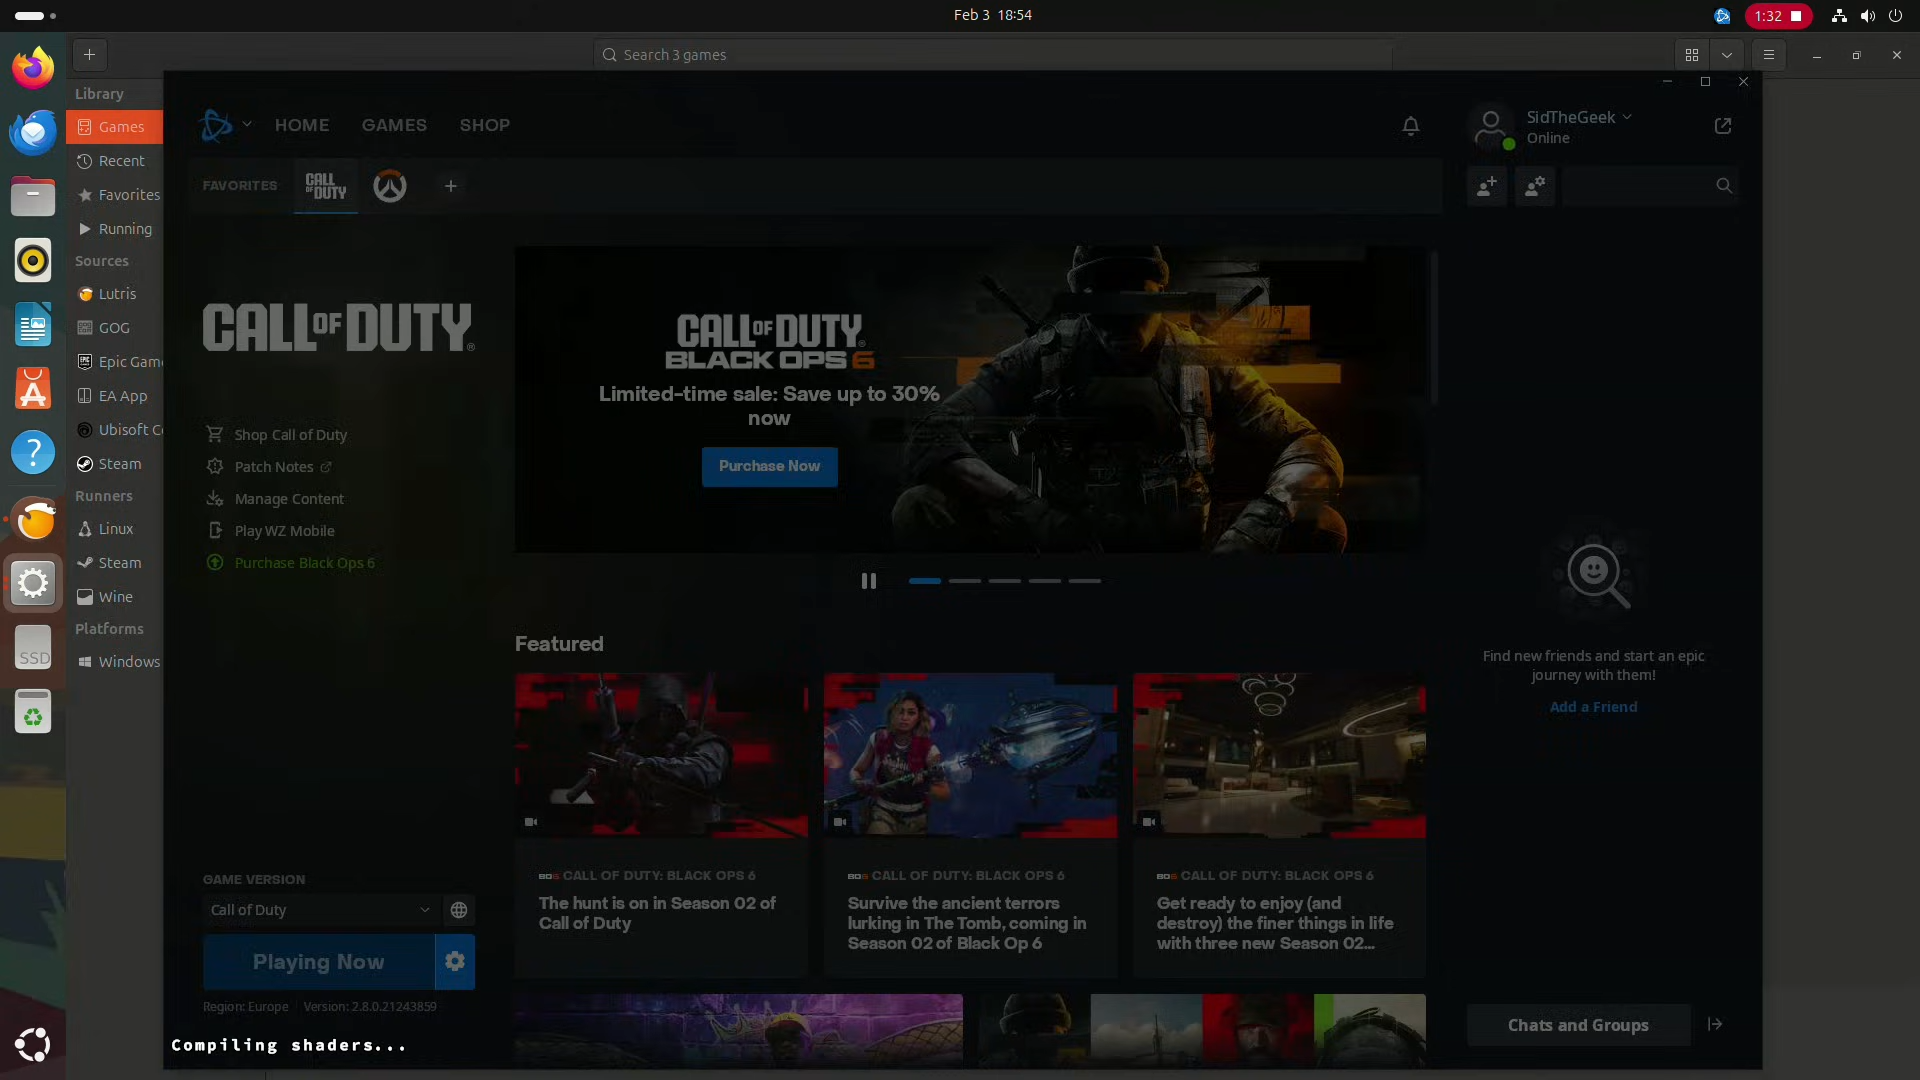 Feb 3 18:54
1:32
Search 3 games
Library
Games
Recent
Favorites
Running
Sources
Lutris
GOG
Epic Gam
EA App
Ubisoft C
Steam
Runners
Linux
Steam
Wine
Platforms
Windows
SSD
HOME
GAMES
SHOP
SidTheGeek
Online
FAVORITES
CALL OF DUTY
CALL OF DUTY
Shop Call of Duty
Patch Notes
Manage Content
Play WZ Mobile
Purchase Black Ops 6
CALL OF DUTY
BLACK OPS 6
Limited-time sale: Save up to 30%
now
Purchase Now
Featured
BO6 CALL OF DUTY: BLACK OPS 6
The hunt is on in Season 02 of
Call of Duty
BO6 CALL OF DUTY: BLACK OPS 6
Survive the ancient terrors
lurking in The Tomb, coming in
Season 02 of Black Op 6
BO6 CALL OF DUTY: BLACK OPS 6
Get ready to enjoy (and
destroy) the finer things in life
with three new Season 02...
Find new friends and start an epic
journey with them!
Add a Friend
GAME VERSION
Call of Duty
Playing Now
Region: Europe
Version: 2.8.0.21243859
Compiling shaders...
Chats and Groups